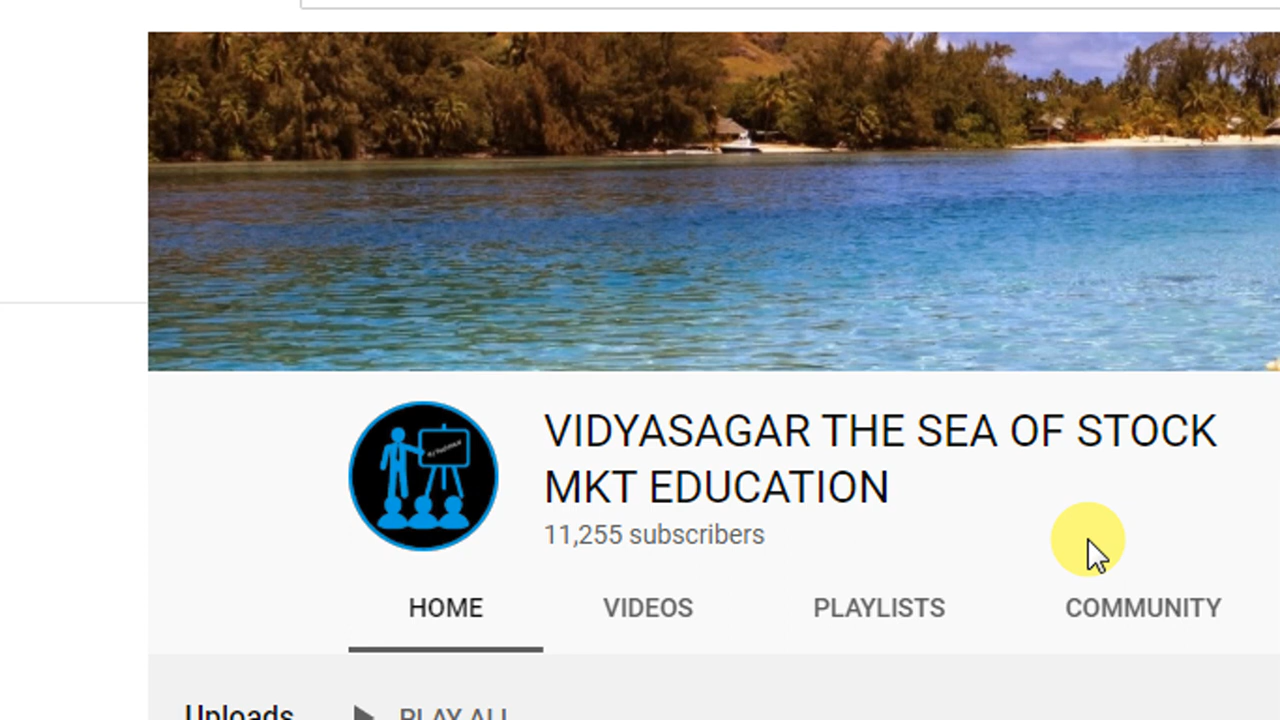 VIDYASAGAR THE SEA OF STOCK
MKT EDUCATION
11,255 subscribers
HOME VIDEOS PLAYLISTS COMMUNITY
Uploads PLAY ALL